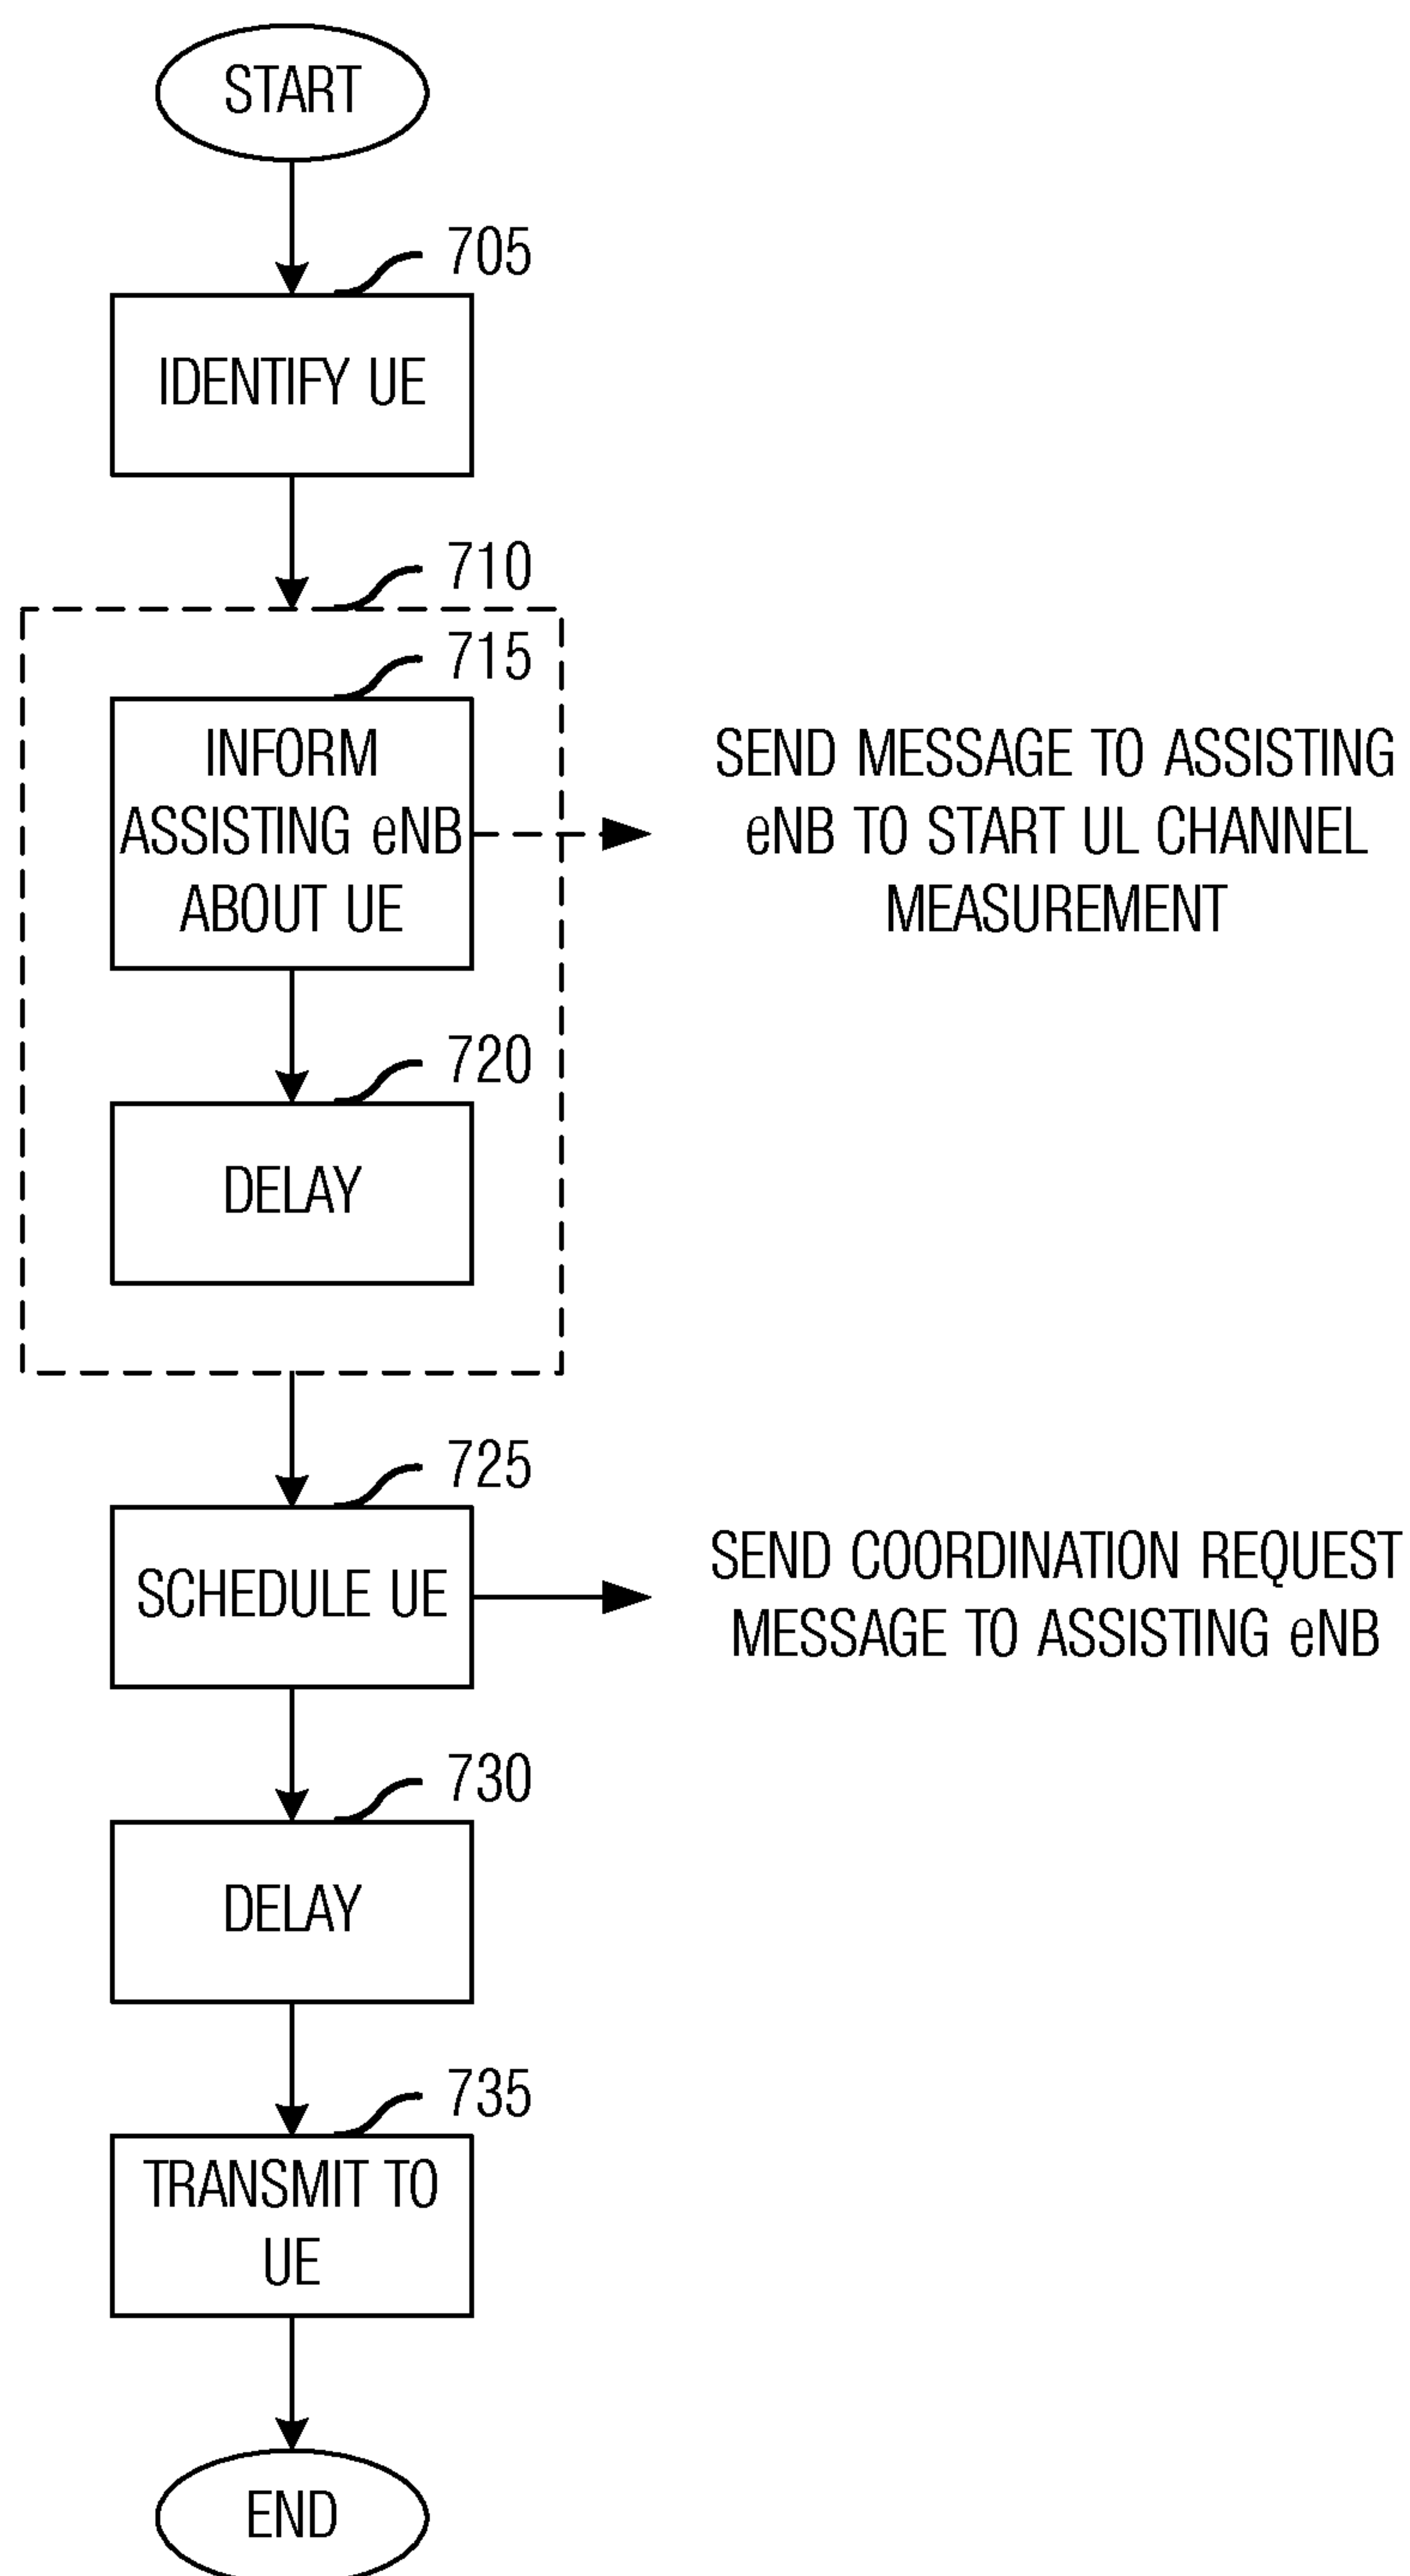 START
705
IDENTIFY UE
710
715
INFORM
ASSISTING eNB
ABOUT UE
SEND MESSAGE TO ASSISTING
eNB TO START UL CHANNEL
MEASUREMENT
720
DELAY
725
SCHEDULE UE
SEND COORDINATION REQUEST
MESSAGE TO ASSISTING eNB
730
DELAY
735
TRANSMIT TO
UE
END